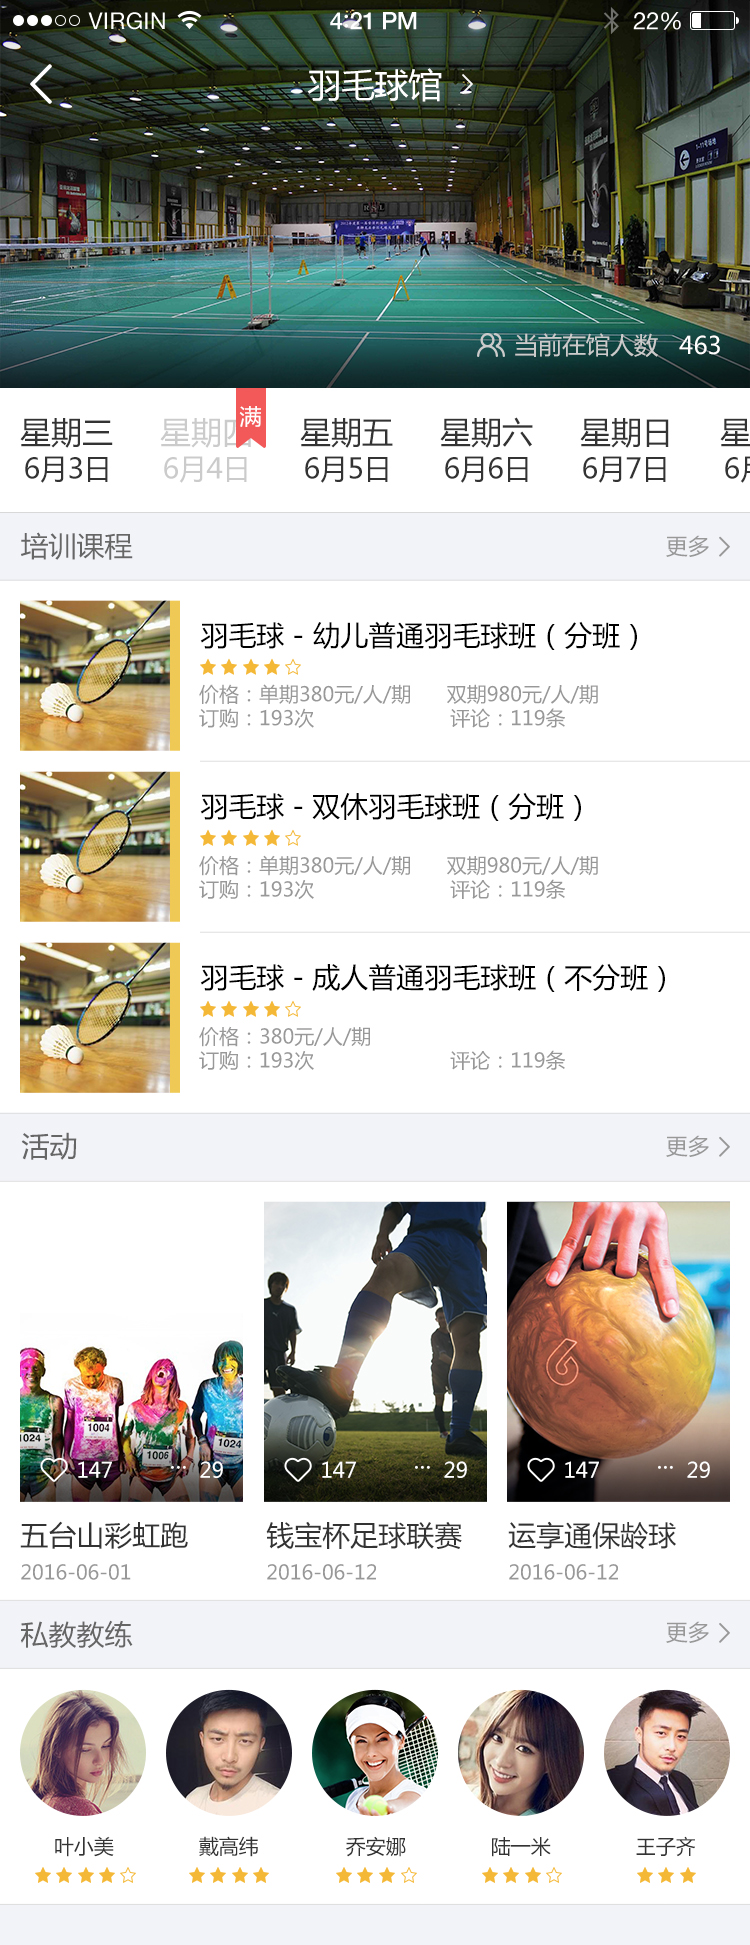 VIRGIN 4:21 PM 22%
羽毛球馆
当前在馆人数 463
星期三 星期四 满 星期五 星期六 星期日
6月3日 6月4日 6月5日 6月6日 6月7日
培训课程 更多
羽毛球 - 幼儿普通羽毛球班（分班）
价格：单期380元/人/期 双期980元/人/期
订购：193次 评论：119条
羽毛球 - 双休羽毛球班（分班）
价格：单期380元/人/期 双期980元/人/期
订购：193次 评论：119条
羽毛球 - 成人普通羽毛球班（不分班）
价格：380元/人/期
订购：193次 评论：119条
活动 更多
1004
1024 1006 1024
147 ··· 29 147 ··· 29 147 ··· 29
五台山彩虹跑 钱宝杯足球联赛 运享通保龄球
2016-06-01 2016-06-12 2016-06-12
私教教练 更多
叶小美 戴高纬 乔安娜 陆一米 王子齐